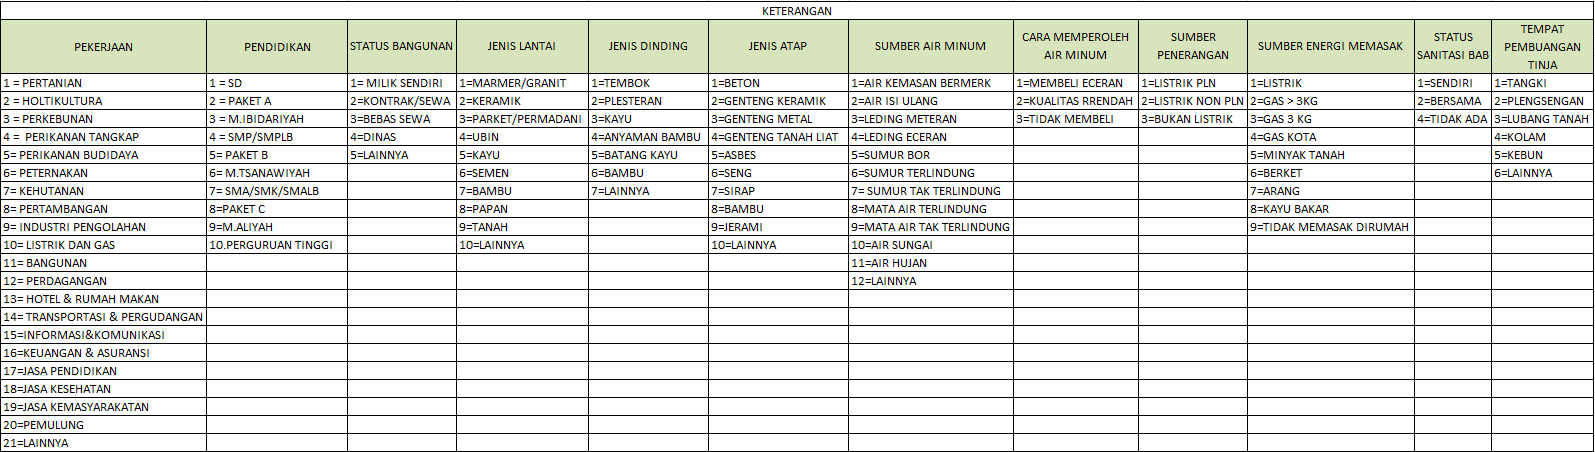 KETERANGAN
PEKERJAAN PENDIDIKAN STATUS BANGUNAN JENIS LANTAI JENIS DINDING JENIS ATAP SUMBER AIR MINUM CARA MEMPEROLEH AIR MINUM SUMBER PENERANGAN SUMBER ENERGI MEMASAK STATUS SANITASI BAB TEMPAT PEMBUANGAN TINJA
1 = PERTANIAN 1 = SD 1= MILIK SENDIRI 1=MARMER/GRANIT 1=TEMBOK 1=BETON 1=AIR KEMASAN BERMERK 1=MEMBELI ECERAN 1=LISTRIK PLN 1=LISTRIK 1=SENDIRI 1=TANGKI
2 = HOLTIKULTURA 2 = PAKET A 2=KONTRAK/SEWA 2=KERAMIK 2=PLESTERAN 2=GENTENG KERAMIK 2=AIR ISI ULANG 2=KUALITAS RRENDAH 2=LISTRIK NON PLN 2=GAS > 3KG 2=BERSAMA 2=PLENGSENGAN
3 = PERKEBUNAN 3 = M.IBIDARIYAH 3=BEBAS SEWA 3=PARKET/PERMADANI 3=KAYU 3=GENTENG METAL 3=LEDING METERAN 3=TIDAK MEMBELI 3=BUKAN LISTRIK 3=GAS 3 KG 4=TIDAK ADA 3=LUBANG TANAH
4 = PERIKANAN TANGKAP 4 = SMP/SMPLB 4=DINAS 4=UBIN 4=ANYAMAN BAMBU 4=GENTENG TANAH LIAT 4=LEDING ECERAN 4=GAS KOTA 4=KOLAM
5= PERIKANAN BUDIDAYA 5= PAKET B 5=LAINNYA 5=KAYU 5=BATANG KAYU 5=ASBES 5=SUMUR BOR 5=MINYAK TANAH 5=KEBUN
6= PETERNAKAN 6= M.TSANAWIYAH 6=SEMEN 6=BAMBU 6=SENG 6=SUMUR TERLINDUNG 6=BERKET 6=LAINNYA
7= KEHUTANAN 7= SMA/SMK/SMALB 7=BAMBU 7=LAINNYA 7=SIRAP 7= SUMUR TAK TERLINDUNG 7=ARANG
8= PERTAMBANGAN 8=PAKET C 8=PAPAN 8=BAMBU 8=MATA AIR TERLINDUNG 8=KAYU BAKAR
9= INDUSTRI PENGOLAHAN 9=M.ALIYAH 9=TANAH 9=JERAMI 9=MATA AIR TAK TERLINDUNG 9=TIDAK MEMASAK DIRUMAH
10= LISTRIK DAN GAS 10.PERGURUAN TINGGI 10=LAINNYA 10=LAINNYA 10=AIR SUNGAI
11= BANGUNAN 11=AIR HUJAN
12= PERDAGANGAN 12=LAINNYA
13= HOTEL & RUMAH MAKAN
14= TRANSPORTASI & PERGUDANGAN
15=INFORMASI&KOMUNIKASI
16=KEUANGAN & ASURANSI
17=JASA PENDIDIKAN
18=JASA KESEHATAN
19=JASA KEMASYARAKATAN
20=PEMULUNG
21=LAINNYA